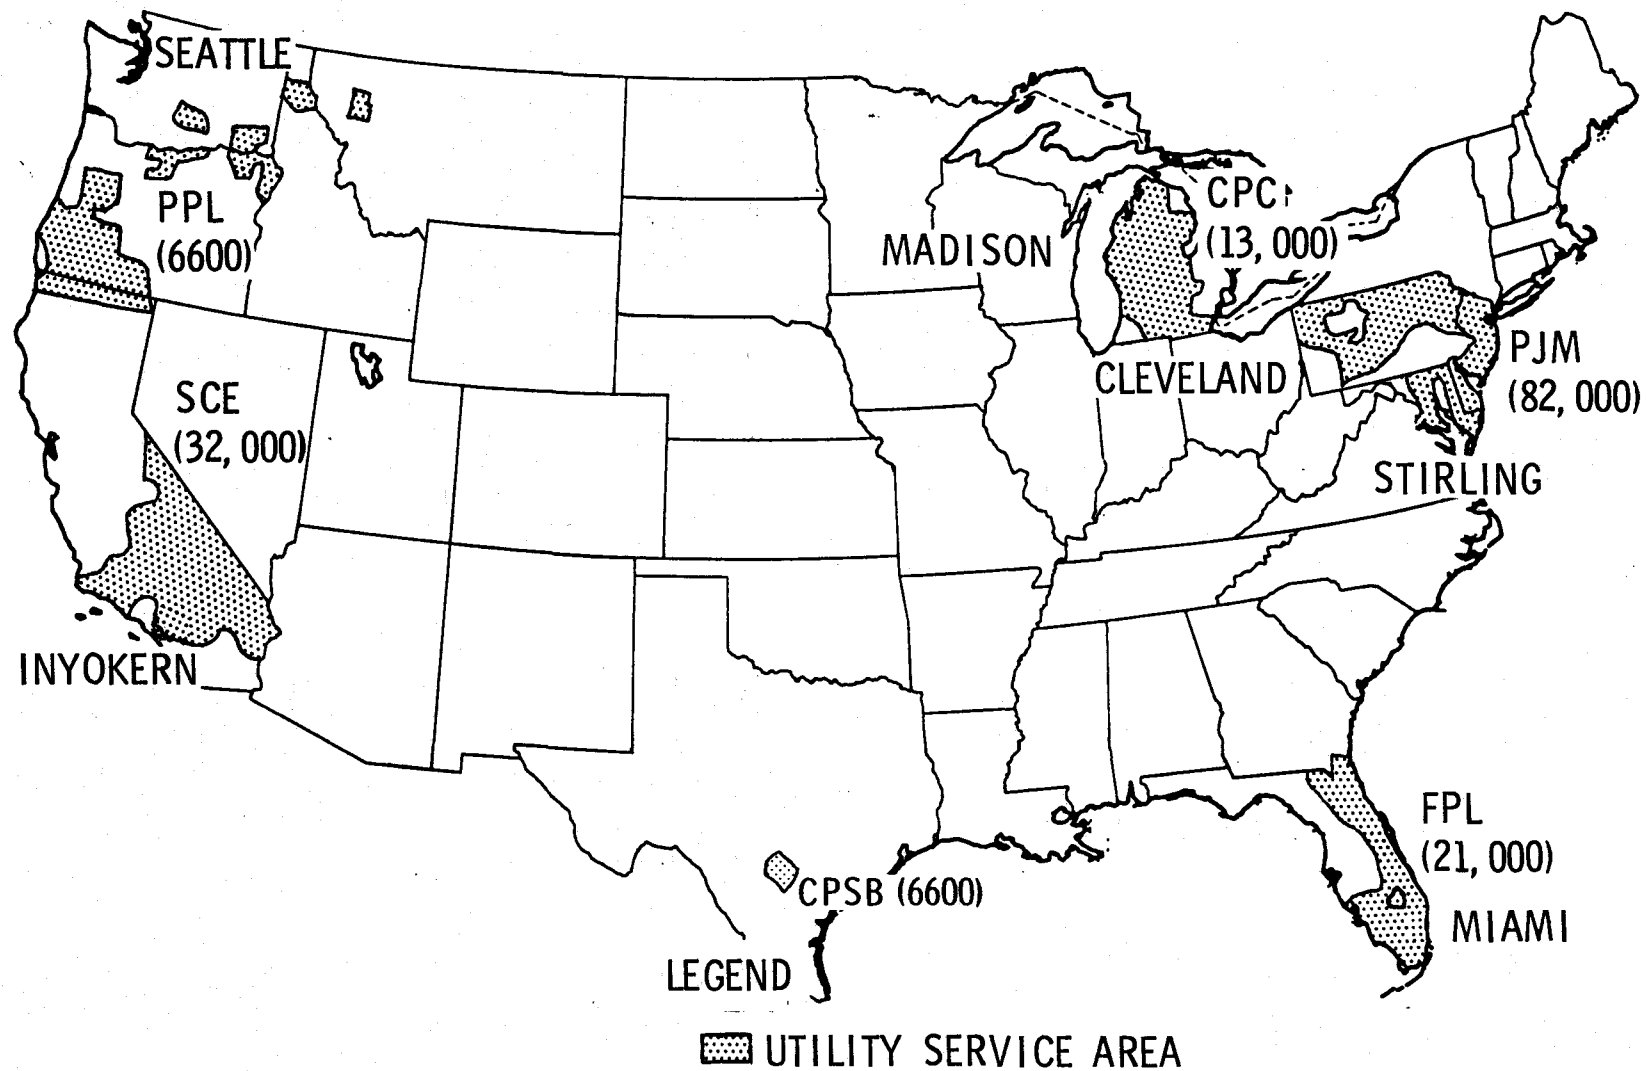 SEATTLE
PPL
(6600)
CPC
(13,000)
MADISON
PJM
(82,000)
CLEVELAND
SCE
(32,000)
STIRLING
INYOKERN
FPL
(21,000)
CPSB (6600)
MIAMI
LEGEND
UTILITY SERVICE AREA